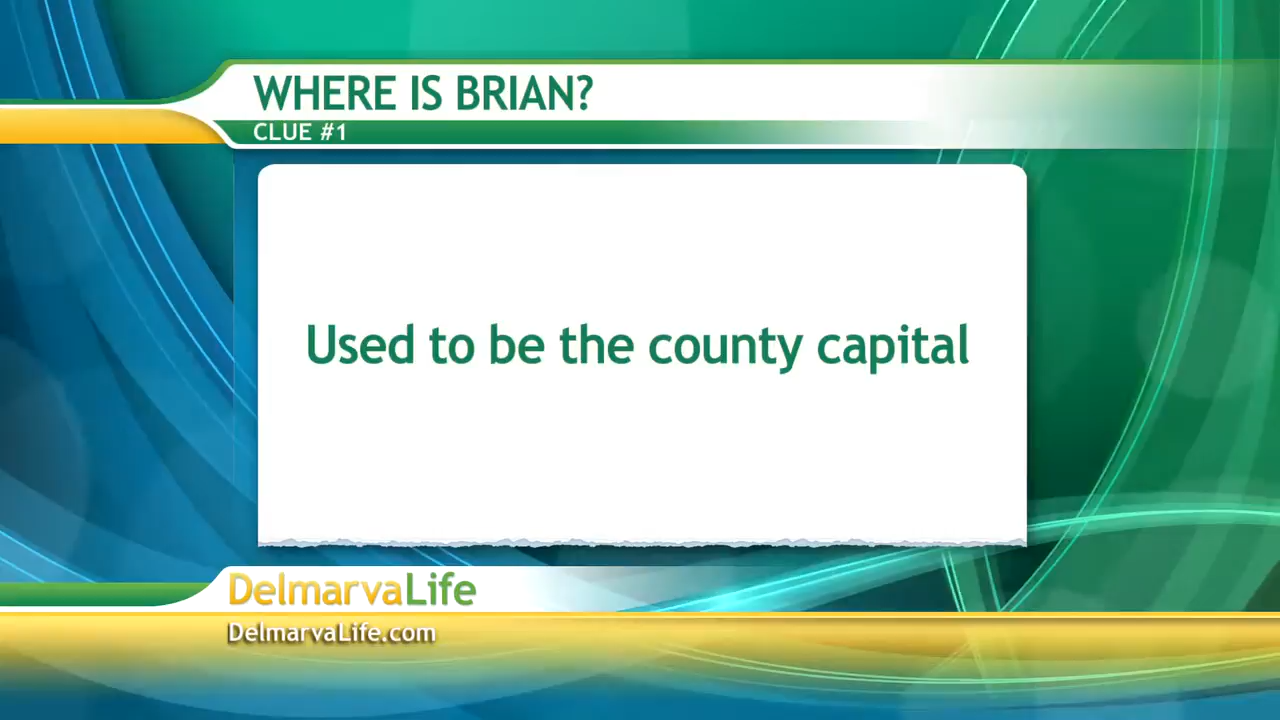 WHERE IS BRIAN?
CLUE #1
Used to be the county capital
DelmarvaLife
DelmarvaLife.com